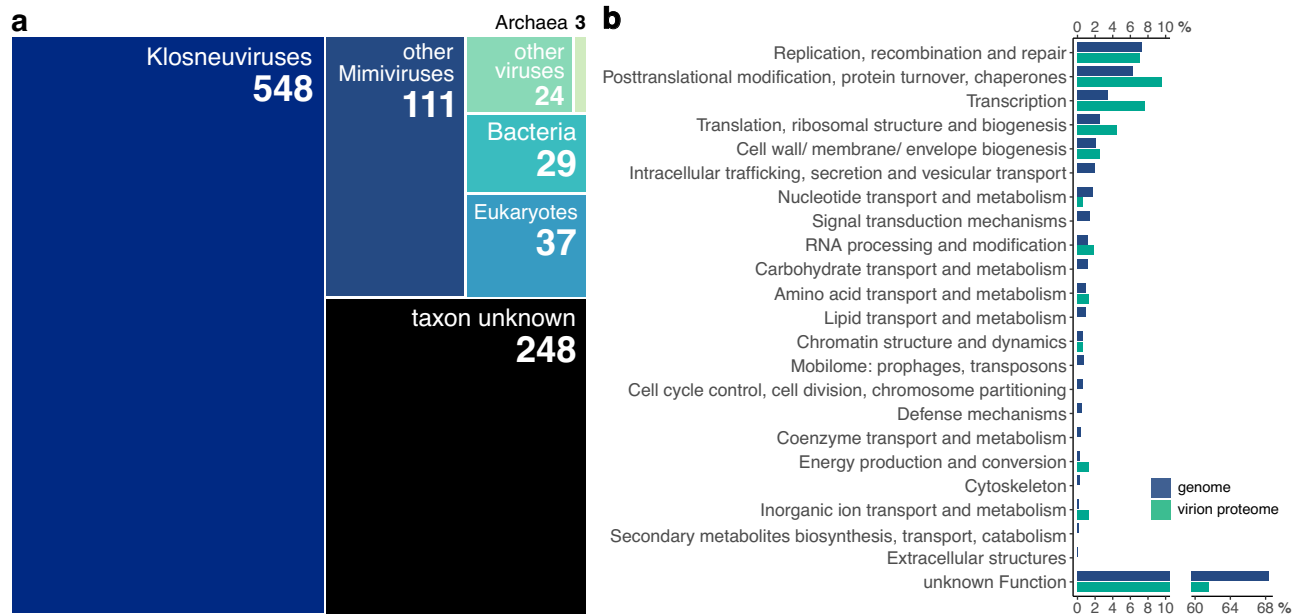 a
Archaea 3
Klosneuviruses
548
other
Mimiviruses
111
other
viruses
24
Bacteria
29
Eukaryotes
37
taxon unknown
248
b
0 2 4 6 8 10 %
Replication, recombination and repair
Posttranslational modification, protein turnover, chaperones
Transcription
Translation, ribosomal structure and biogenesis
Cell wall/ membrane/ envelope biogenesis
Intracellular trafficking, secretion and vesicular transport
Nucleotide transport and metabolism
Signal transduction mechanisms
RNA processing and modification
Carbohydrate transport and metabolism
Amino acid transport and metabolism
Lipid transport and metabolism
Chromatin structure and dynamics
Mobilome: prophages, transposons
Cell cycle control, cell division, chromosome partitioning
Defense mechanisms
Coenzyme transport and metabolism
Energy production and conversion
Cytoskeleton
Inorganic ion transport and metabolism
Secondary metabolites biosynthesis, transport, catabolism
Extracellular structures
unknown Function
genome
virion proteome
0 2 4 6 8 10 60 64 68 %